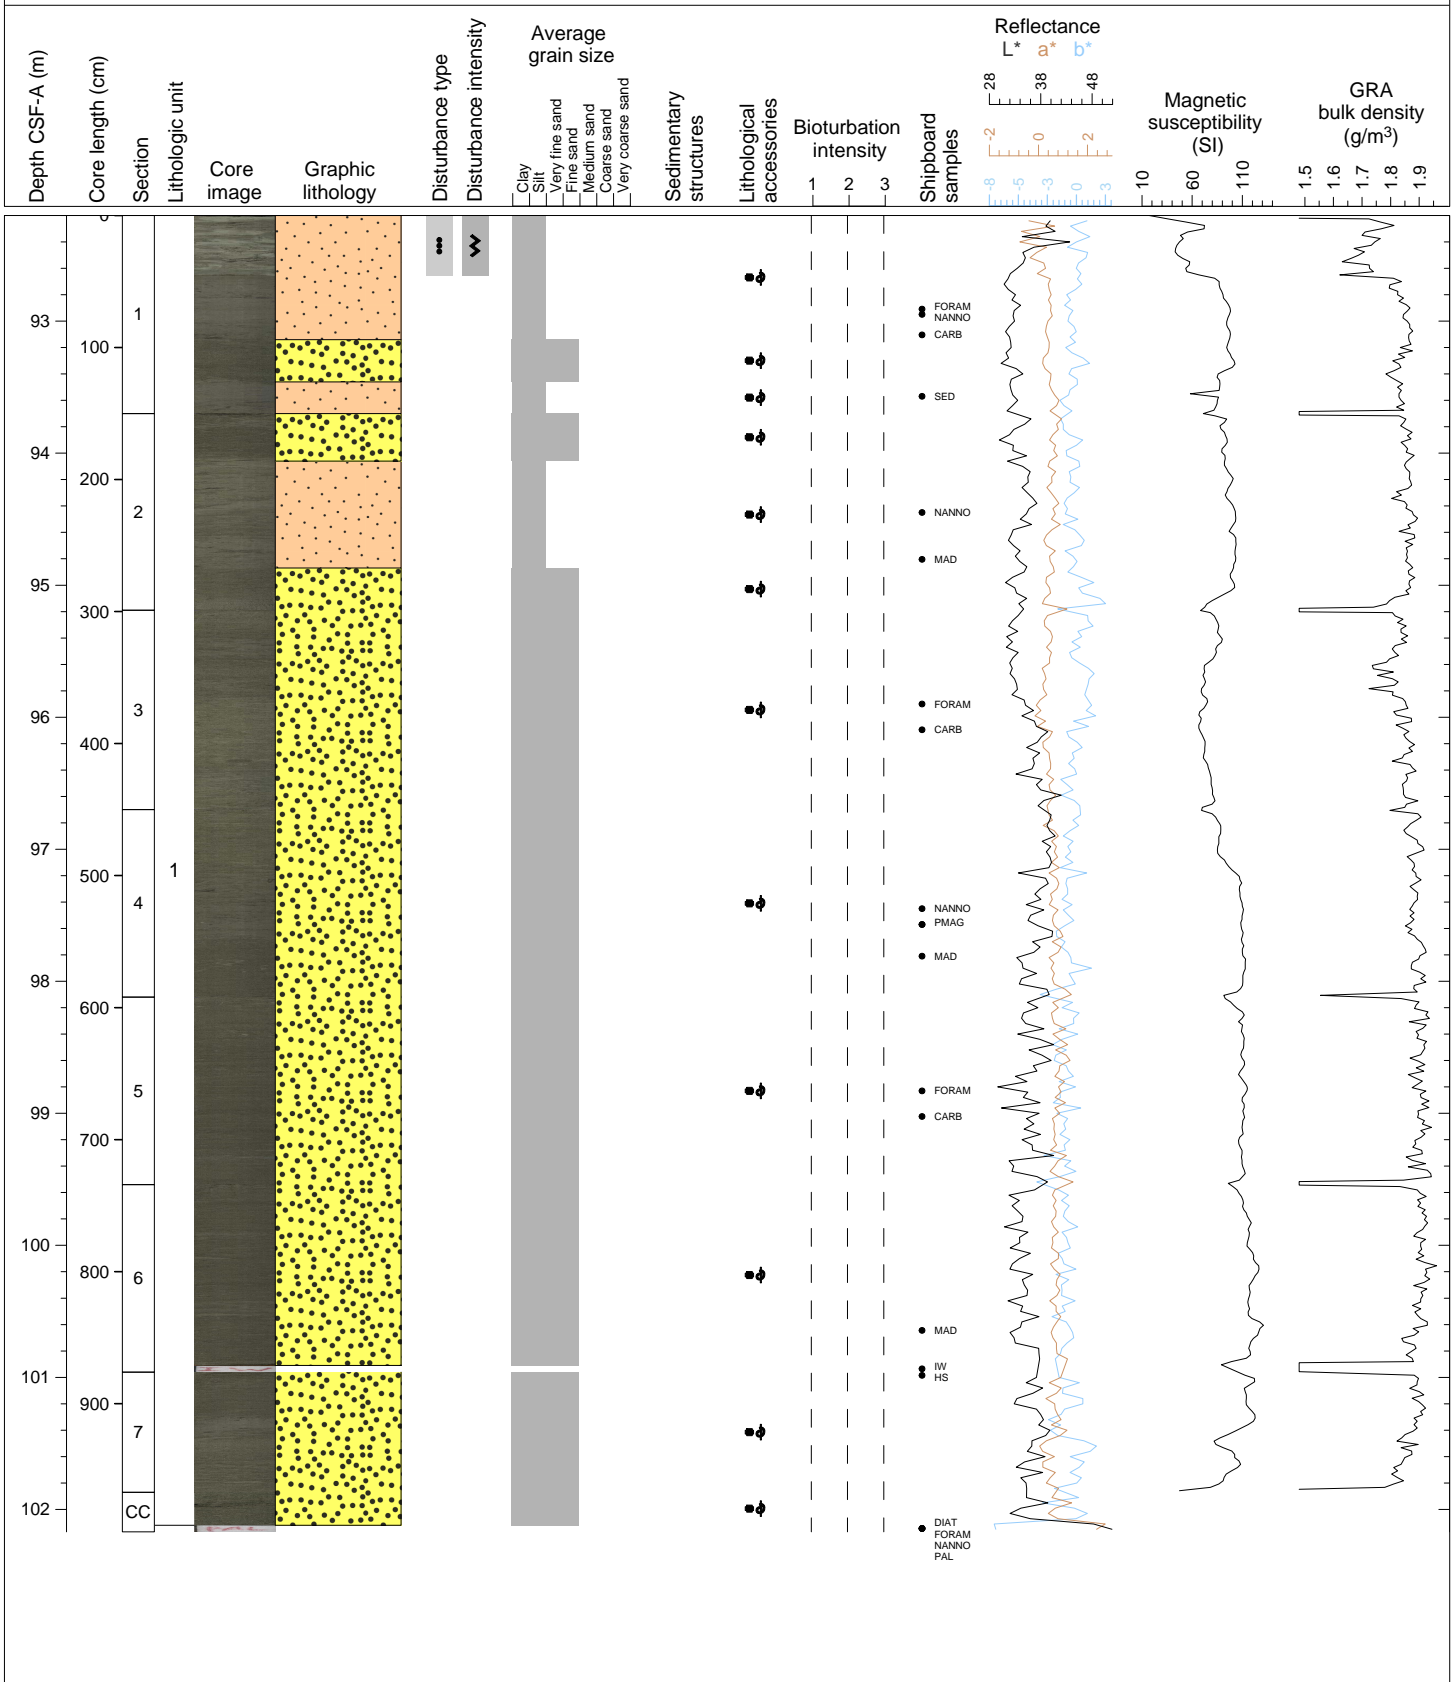 Depth CSF-A (m)
Core length (cm)
Section
Lithologic unit
Core
image
Graphic
lithology
Disturbance type
Disturbance intensity
Average
grain size
Clay
Silt
Very fine sand
Fine sand
Medium sand
Coarse sand
Very coarse sand
Sedimentary
structures
Lithological
accessories
Bioturbation
intensity
1 2 3
Shipboard
samples
Reflectance
L* a* b*
28 38 48
-2 0 2
-8 -5 -3 0 3
Magnetic
susceptibility
(SI)
10 60 110
GRA
bulk density
(g/m3)
1.5 1.6 1.7 1.8 1.9
0
93
94
95
96
97
98
99
100
101
102
100
200
300
400
500
600
700
800
900
1
2
3
4
5
6
7
CC
1
FORAM
NANNO
CARB
SED
NANNO
MAD
FORAM
CARB
NANNO
PMAG
MAD
FORAM
CARB
MAD
IW
HS
DIAT
FORAM
NANNO
PAL